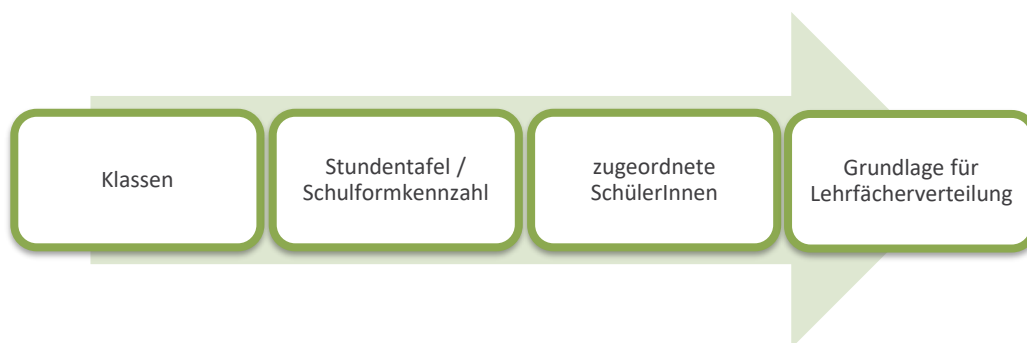 Klassen
Stundentafel /
Schulformkennzahl
zugeordnete
SchülerInnen
Grundlage für
Lehrfächerverteilung